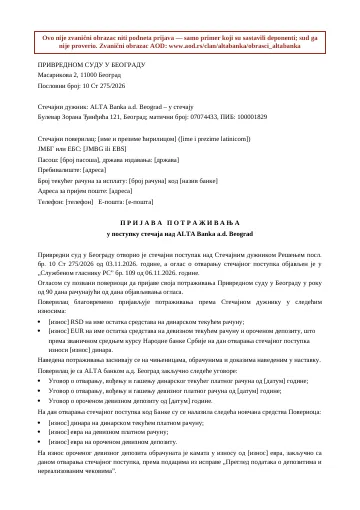 Ovo nije zvanični obrazac niti podneta prijava — samo primer koji su sastavili deponenti; sud ga
nije proverio. Zvanični obrazac AOD: www.aod.rs/clan/altabanka/obrasci_altabanka
ПРИВРЕДНОМ СУДУ У БЕОГРАДУ
Масарикова 2, 11000 Београд
Пословни број: 10 Ст 275/2026
Стечајни дужник: ALTA Banka a.d. Beograd – у стечају
Булевар Зорана Ђинђића 121, Београд; матични број: 07074433, ПИБ: 100001829
Стечајни поверилац: [име и презиме ћирилицом] ([ime i prezime latinicom])
ЈМБГ или ЕБС: [JMBG ili EBS]
Пасош: [број пасоша], држава издавања: [држава]
Пребивалиште: [адреса]
Број текућег рачуна за исплату: [број рачуна] код [назив банке]
Адреса за пријем поште: [адреса]
Телефон: [телефон] Е-пошта: [е-пошта]
П Р И Ј А В А П О Т Р А Ж И В А Њ А
у поступку стечаја над ALTA Banka a.d. Beograd
Привредни суд у Београду отворио је стечајни поступак над Стечајним дужником Решењем посл.
бр. 10 Ст 275/2026 од 03.11.2026. године, а оглас о отварању стечајног поступка објављен је у
„Службеном гласнику РС“ бр. 109 од 06.11.2026. године.
Огласом су позвани повериоци да пријаве своја потраживања Привредном суду у Београду у року
од 90 дана рачунајући од дана објављивања огласа.
Поверилац благовремено пријављује потраживања према Стечајном дужнику у следећим
износима:
• [износ] RSD на име остатка средстава на динарском текућем рачуну;
• [износ] EUR на име остатка средстава на девизном текућем рачуну и ороченом депозиту, што
према званичном средњем курсу Народне банке Србије на дан отварања стечајног поступка
износи [износ] динара.
Наведена потраживања заснивају се на чињеницама, обрачунима и доказима наведеним у наставку.
Поверилац је са ALTA банком а.д. Београд закључио следеће уговоре:
• Уговор о отварању, вођењу и гашењу динарског текућег платног рачуна од [датум] године;
• Уговор о отварању, вођењу и гашењу девизног текућег платног рачуна од [датум] године;
• Уговор о ороченом девизном депозиту од [датум] године.
На дан отварања стечајног поступка код Банке су се налазила следећа новчана средства Повериоца:
• [износ] динара на динарском текућем платном рачуну;
• [износ] евра на девизном платном рачуну;
• [износ] евра на ороченом девизном депозиту.
На износ ороченог девизног депозита обрачуната је камата у износу од [износ] евра, закључно са
даном отварања стечајног поступка, према подацима из исправе „Преглед података о депозитима и
нереализованим чековима“.